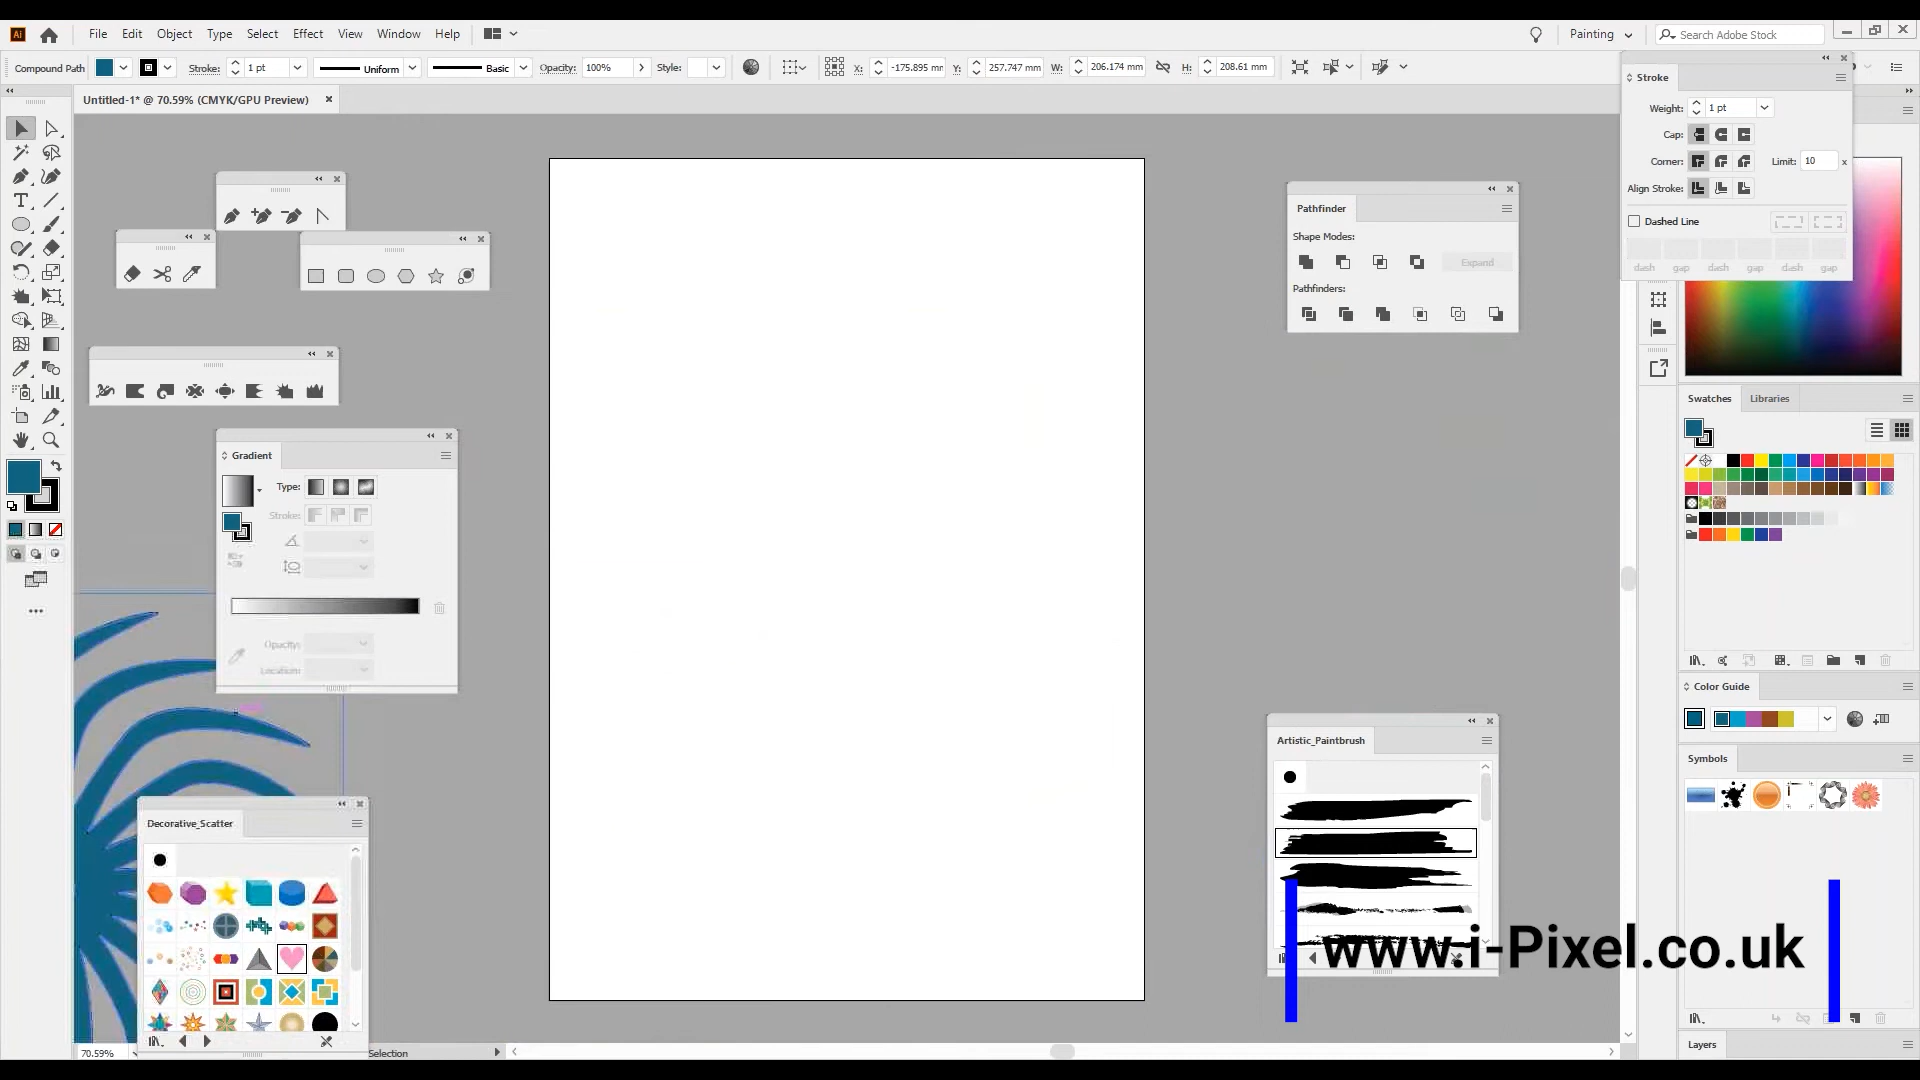 Ai File Edit Object Type Select Effect View Window Help Painting Search Adobe Stock
Compound Path Stroke: 1 pt Uniform Basic Opacity: 100% Style: X: -175.895 mm Y: 257.747 mm W: 206.174 mm H: 208.61 mm
Untitled-1* @ 70.59% (CMYK/GPU Preview)
Stroke
Weight: 1 pt
Cap:
Corner: Limit: 10 x
Align Stroke:
Dashed Line
dash gap dash gap dash gap
Pathfinder
Shape Modes:
Expand
Pathfinders:
Swatches Libraries
Gradient
Type:
Stroke:
Opacity:
Location:
Color Guide
Symbols
Artistic_Paintbrush
Decorative_Scatter
www.i-Pixel.co.uk
70.59% Selection
Layers